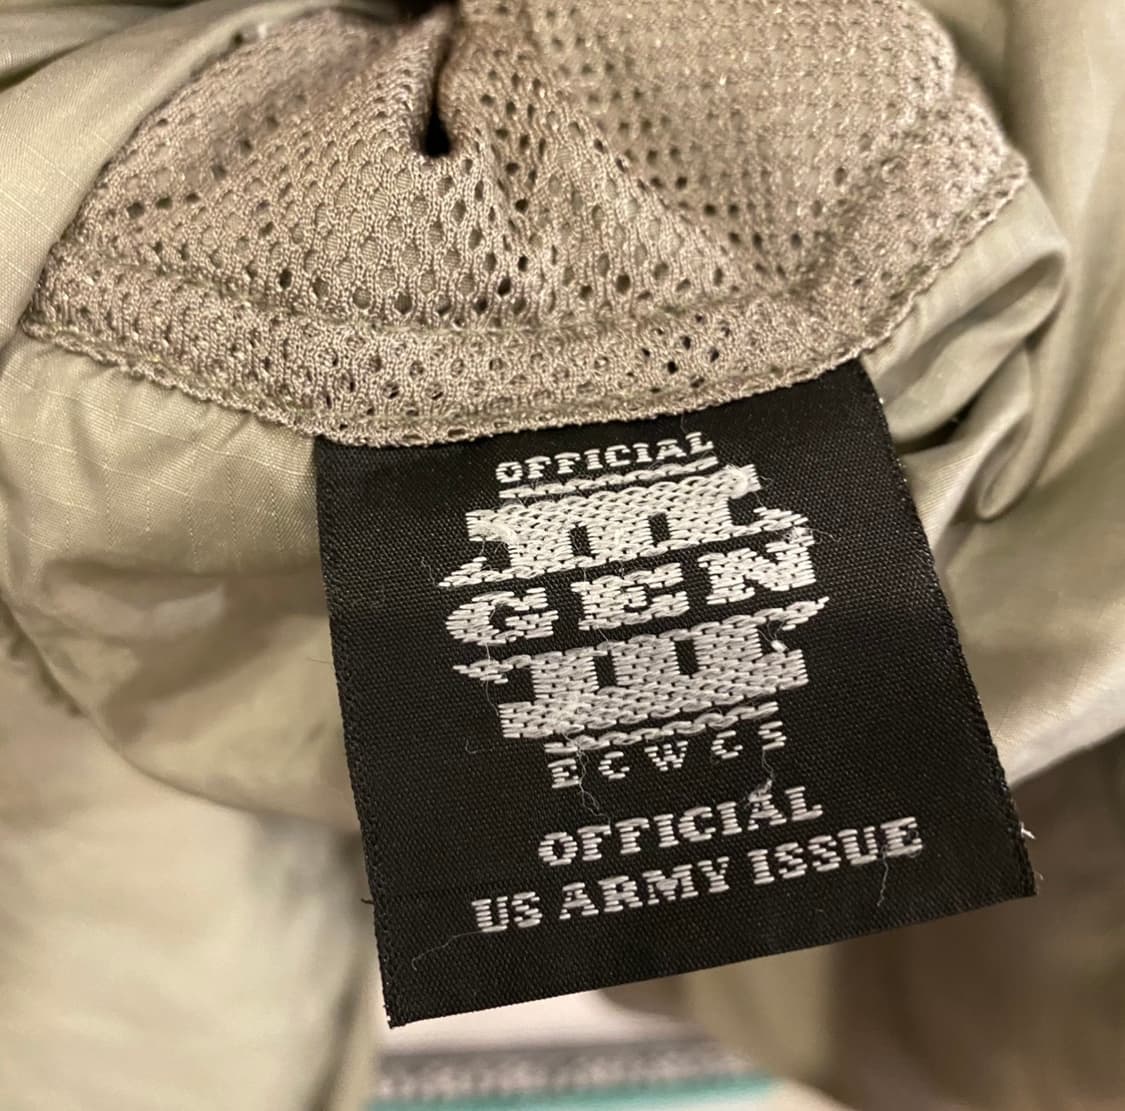 OFFICIAL
III
GEN
III
ECWCS
OFFICIAL
US ARMY ISSUE